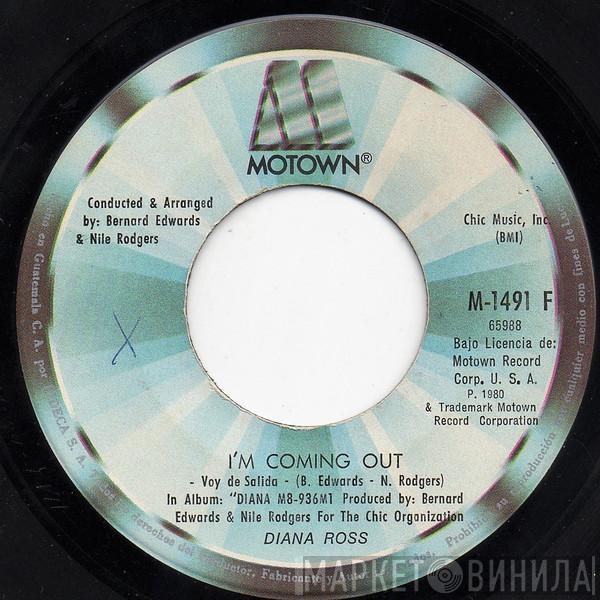 MOTOWN®
Conducted & Arranged
by: Bernard Edwards
& Nile Rodgers
Chic Music, Inc.
(BMI)
M-1491 F
65988
Bajo Licencia de:
Motown Record
Corp. U. S. A.
P. 1980
& Trademark Motown
Record Corporation
X
I'M COMING OUT
- Voy de Salida - (B. Edwards - N. Rodgers)
In Album: "DIANA M8-936M1 Produced by: Bernard
Edwards & Nile Rodgers For The Chic Organization
DIANA ROSS
en Guatemala C. A. por DECA S. A. derechos del Productor, Fabricante y Autor
Prohibida producción cualquier medio con fines de
МАРКЕТ ВИНИЛА